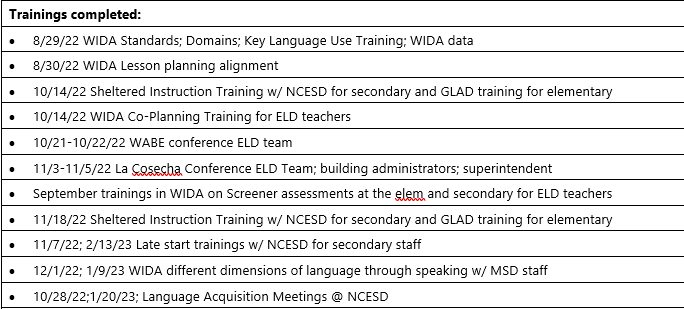 Trainings completed:
• 8/29/22 WIDA Standards; Domains; Key Language Use Training; WIDA data
• 8/30/22 WIDA Lesson planning alignment
• 10/14/22 Sheltered Instruction Training w/ NCESD for secondary and GLAD training for elementary
• 10/14/22 WIDA Co-Planning Training for ELD teachers
• 10/21-10/22/22 WABE conference ELD team
• 11/3-11/5/22 La Cosecha Conference ELD Team; building administrators; superintendent
• September trainings in WIDA on Screener assessments at the elem and secondary for ELD teachers
• 11/18/22 Sheltered Instruction Training w/ NCESD for secondary and GLAD training for elementary
• 11/7/22; 2/13/23 Late start trainings w/ NCESD for secondary staff
• 12/1/22; 1/9/23 WIDA different dimensions of language through speaking w/ MSD staff
• 10/28/22;1/20/23; Language Acquisition Meetings @ NCESD